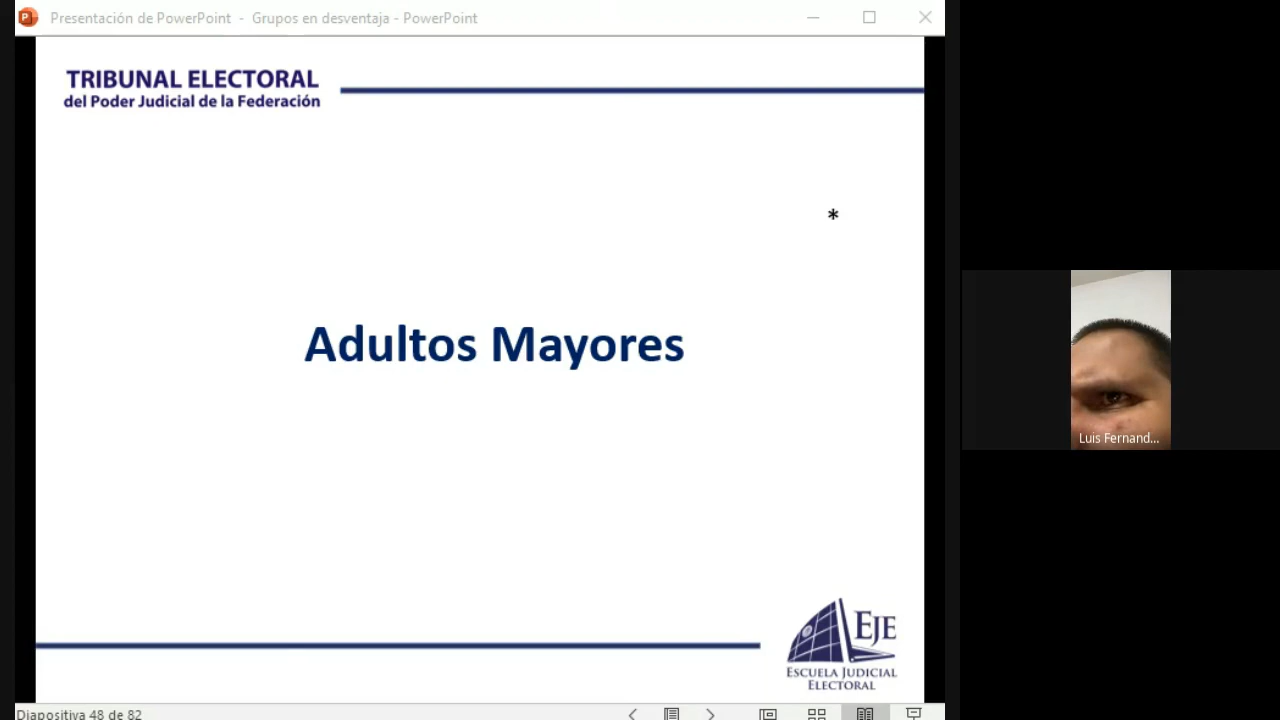 Presentación de PowerPoint - Grupos en desventaja - PowerPoint
TRIBUNAL ELECTORAL
del Poder Judicial de la Federación
*
Adultos Mayores
EJE
ESCUELA JUDICIAL
ELECTORAL
Diapositiva 48 de 82
Luis Fernand...